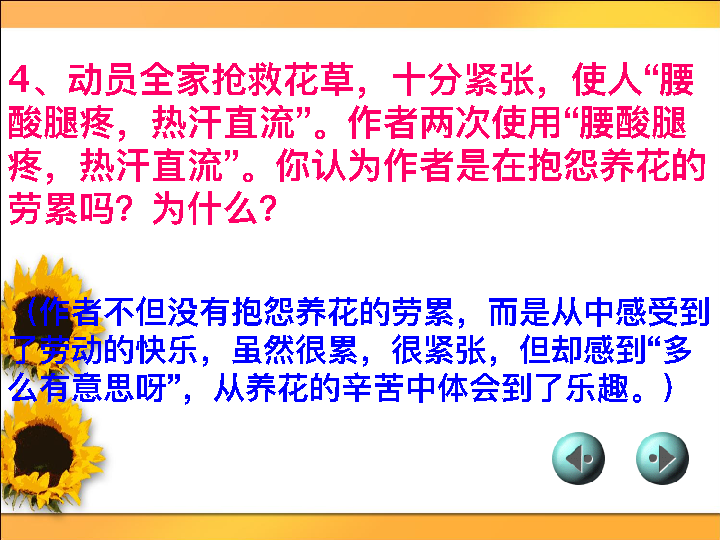 4、动员全家抢救花草，十分紧张，使人“腰
酸腿疼，热汗直流”。作者两次使用“腰酸腿
疼，热汗直流”。你认为作者是在抱怨养花的
劳累吗？为什么？
（作者不但没有抱怨养花的劳累，而是从中感受到
了劳动的快乐，虽然很累，很紧张，但却感到“多
么有意思呀”，从养花的辛苦中体会到了乐趣。）